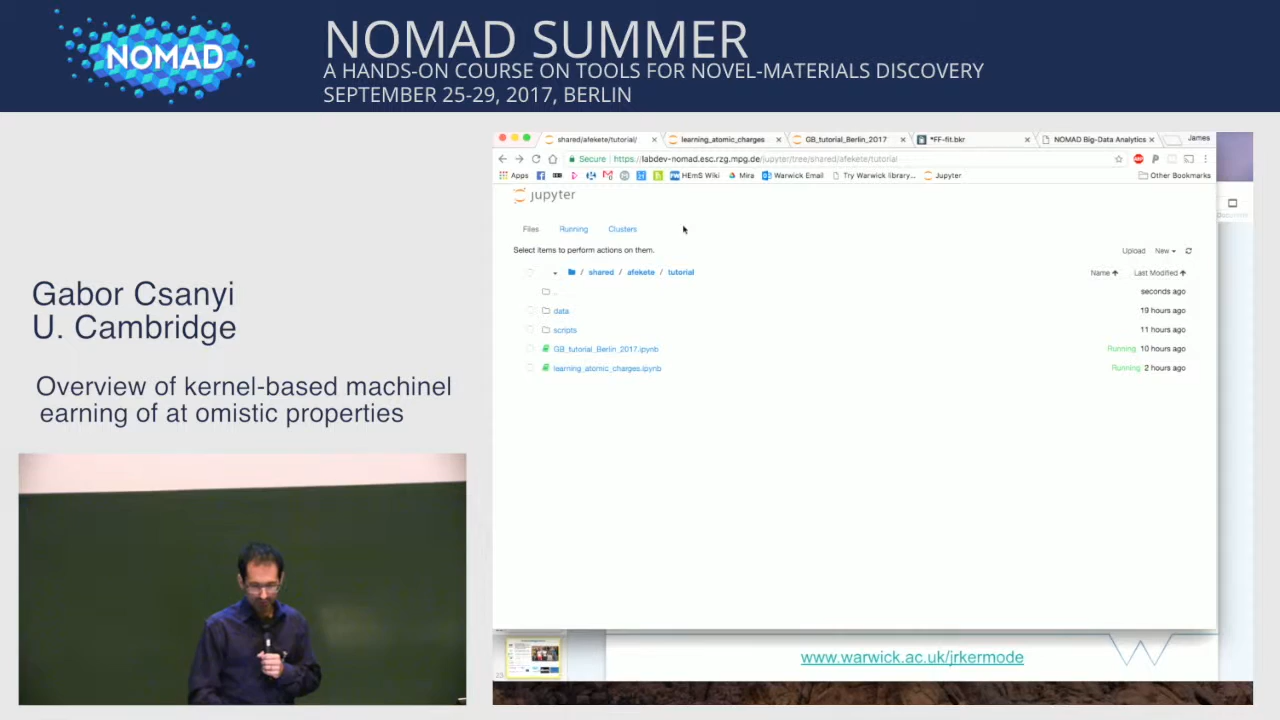 NOMAD
NOMAD SUMMER
A HANDS-ON COURSE ON TOOLS FOR NOVEL-MATERIALS DISCOVERY
SEPTEMBER 25-29, 2017, BERLIN
Gabor Csanyi
U. Cambridge
Overview of kernel-based machinel
earning of at omistic properties
shared/afekete/tutorial/
learning_atomic_charges
GB_tutorial_Berlin_2017
*FF-fit.bkr
NOMAD Big-Data Analytics
James
Secure https://labdev-nomad.esc.rzg.mpg.de/jupyter/tree/shared/afekete/tutorial
Apps HEmS Wiki Mira Warwick Email Try Warwick library... Jupyter Other Bookmarks
jupyter
Files Running Clusters
Select items to perform actions on them.
Upload New
/ shared / afekete / tutorial
Name Last Modified
.. seconds ago
data 19 hours ago
scripts 11 hours ago
GB_tutorial_Berlin_2017.ipynb Running 10 hours ago
learning_atomic_charges.ipynb Running 2 hours ago
www.warwick.ac.uk/jrkermode